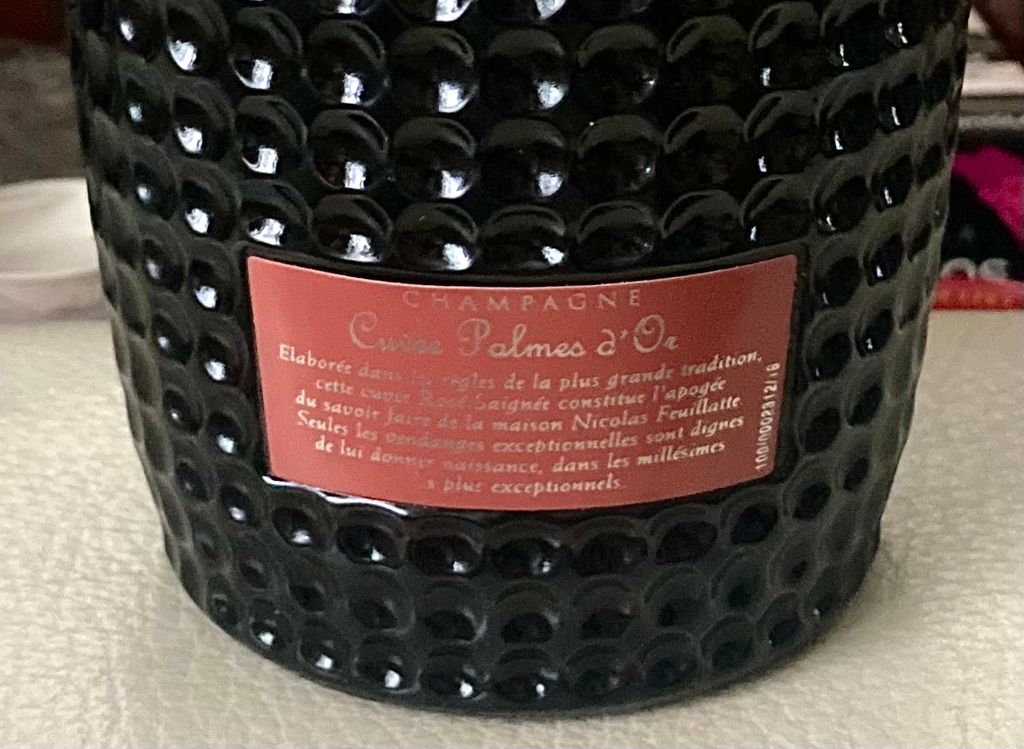 CHAMPAGNE
Cuvée Palmes d'Or
Elaborée dans les règles de la plus grande tradition,
cette cuvée Rosé Saignée constitue l'apogée
du savoir faire de la maison Nicolas Feuillatte
Seules les vendanges exceptionnelles sont dignes
de lui donner naissance, dans les millésimes
s plus exceptionnels.
OS